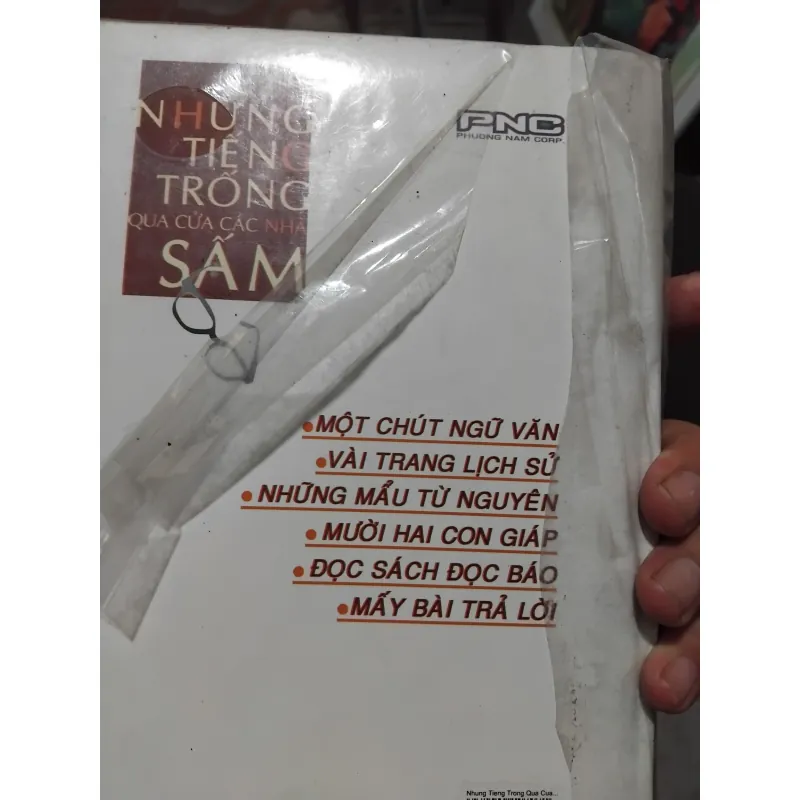 NHỮNG
TIẾNG
TRỐNG
QUA CỬA CÁC NHÀ
SẤM
PNC
PHUONG NAM CORP.
•MỘT CHÚT NGỮ VĂN
•VÀI TRANG LỊCH SỬ
• NHỮNG MẨU TỪ NGUYÊN
• MƯỜI HAI CON GIÁP
• ĐỌC SÁCH ĐỌC BÁO
•MẤY BÀI TRẢ LỜI
Nhung Tieng Trong Qua Cua...